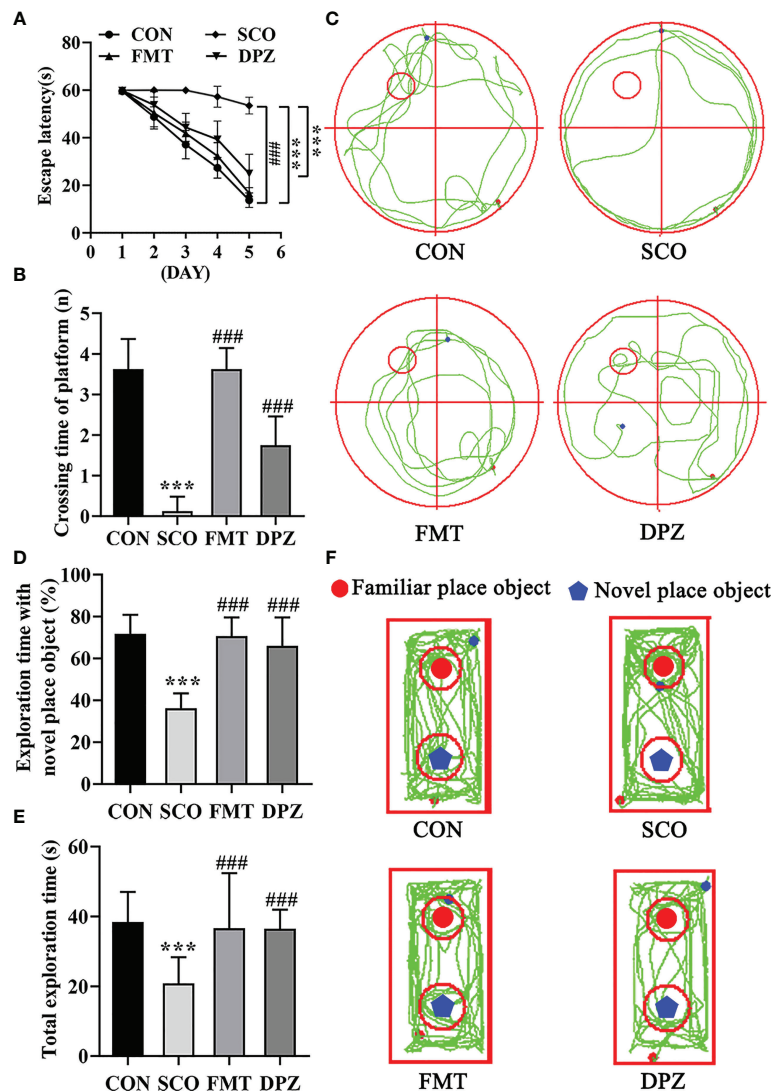 A
CON
SCO
FMT
DPZ
Escape latency(s)
80
60
40
20
0
0 1 2 3 4 5 6
(DAY)
###
***
***
B
Crossing time of platform (n)
5
4
3
2
1
0
***
###
###
CON SCO FMT DPZ
C
CON
SCO
FMT
DPZ
D
Exploration time with
novel place object (%)
100
80
60
40
20
0
***
###
###
CON SCO FMT DPZ
E
Total exploration time (s)
60
40
20
0
***
###
###
CON SCO FMT DPZ
F
Familiar place object
Novel place object
CON
SCO
FMT
DPZ